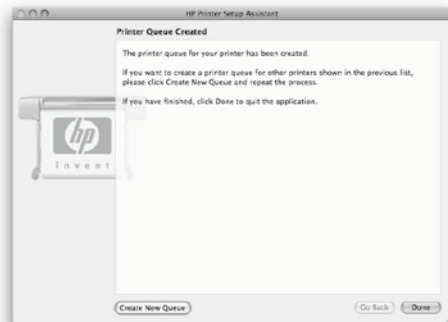 HP Printer Setup Assistant
Printer Queue Created
The printer queue for your printer has been created.
If you want to create a printer queue for other printers shown in the previous list,
please click Create New Queue and repeat the process.
If you have finished, click Done to quit the application.
hp
invent
Create New Queue
Go Back
Done